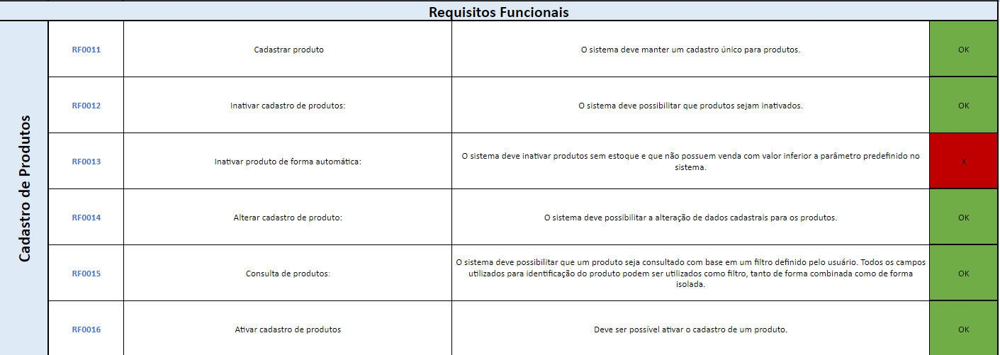 Requisitos Funcionais
Cadastro de Produtos
RF0011
Cadastrar produto
O sistema deve manter um cadastro único para produtos.
OK
RF0012
Inativar cadastro de produtos:
O sistema deve possibilitar que produtos sejam inativados.
OK
RF0013
Inativar produto de forma automática:
O sistema deve inativar produtos sem estoque e que não possuem venda com valor inferior a parâmetro predefinido no
sistema.
X
RF0014
Alterar cadastro de produto:
O sistema deve possibilitar a alteração de dados cadastrais para os produtos.
OK
RF0015
Consulta de produtos:
O sistema deve possibilitar que um produto seja consultado com base em um filtro definido pelo usuário. Todos os campos
utilizados para identificação do produto podem ser utilizados como filtro, tanto de forma combinada como de forma
isolada.
OK
RF0016
Ativar cadastro de produtos
Deve ser possível ativar o cadastro de um produto.
OK